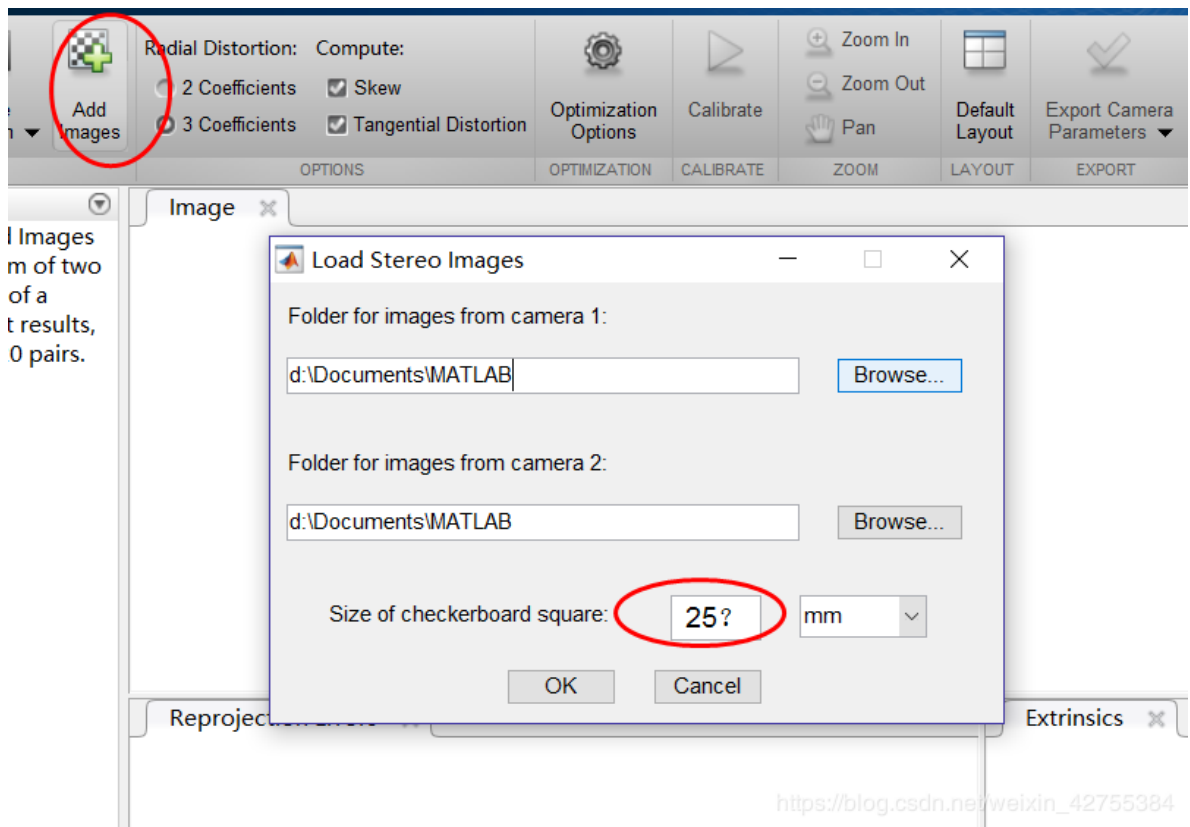 Radial Distortion: Compute:
2 Coefficients Skew
3 Coefficients Tangential Distortion
Add
Images
Optimization
Options
Calibrate
Zoom In
Zoom Out
Pan
Default
Layout
Export Camera
Parameters
OPTIONS OPTIMIZATION CALIBRATE ZOOM LAYOUT EXPORT
Image
Images
m of two
of a
t results,
0 pairs.
Load Stereo Images
Folder for images from camera 1:
d:\Documents\MATLAB Browse...
Folder for images from camera 2:
d:\Documents\MATLAB Browse...
Size of checkerboard square: 25? mm
OK Cancel
Extrinsics
https://blog.csdn.net/weixin_42755384